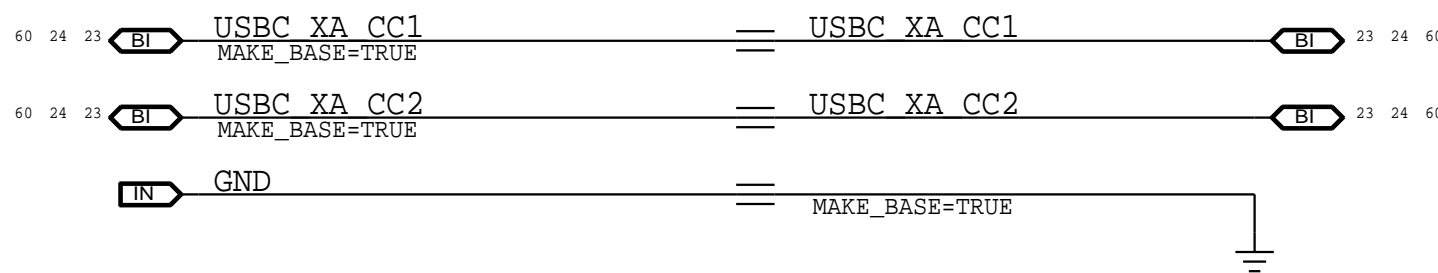 60 24 23 BI USBC_XA_CC1 USBC_XA_CC1 BI 23 24 60
MAKE_BASE=TRUE
60 24 23 BI USBC_XA_CC2 USBC_XA_CC2 BI 23 24 60
MAKE_BASE=TRUE
IN GND
MAKE_BASE=TRUE